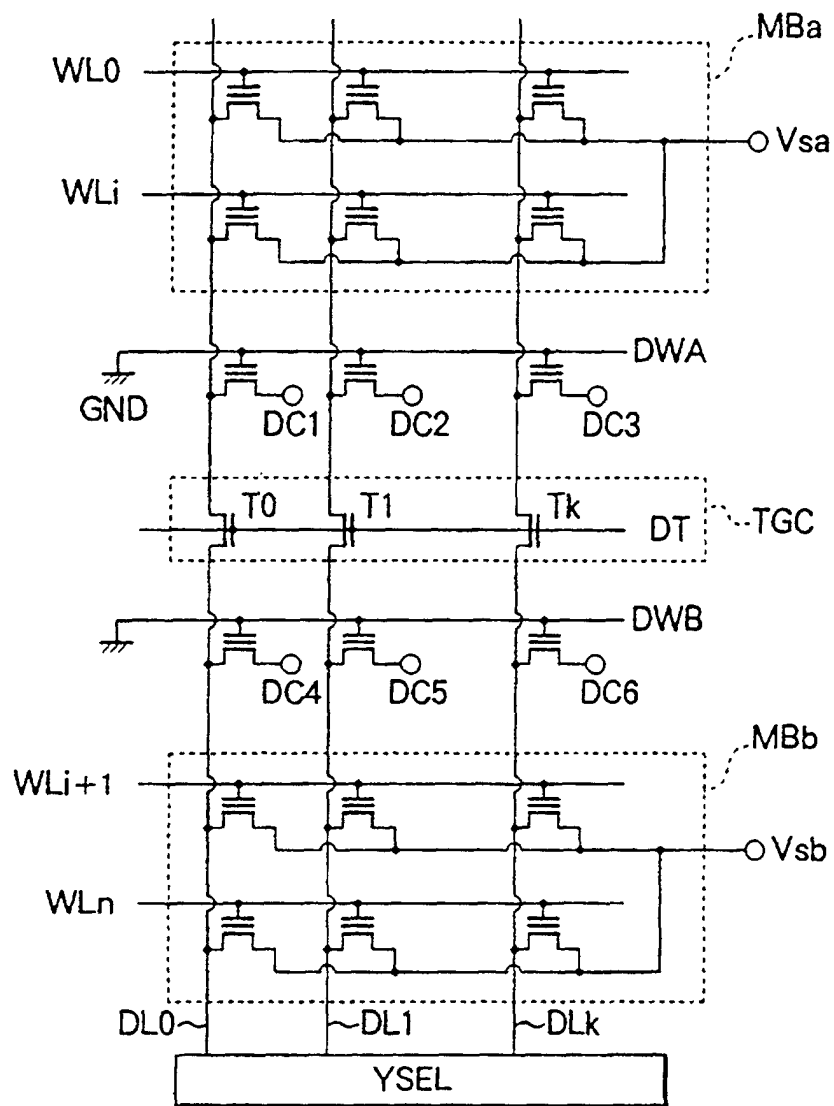 MBa
WL0
Vsa
WLi
DWA
GND
DC1 DC2 DC3
T0 T1 Tk
DT
TGC
DWB
DC4 DC5 DC6
MBb
WLi+1
Vsb
WLn
DL0 DL1 DLk
YSEL